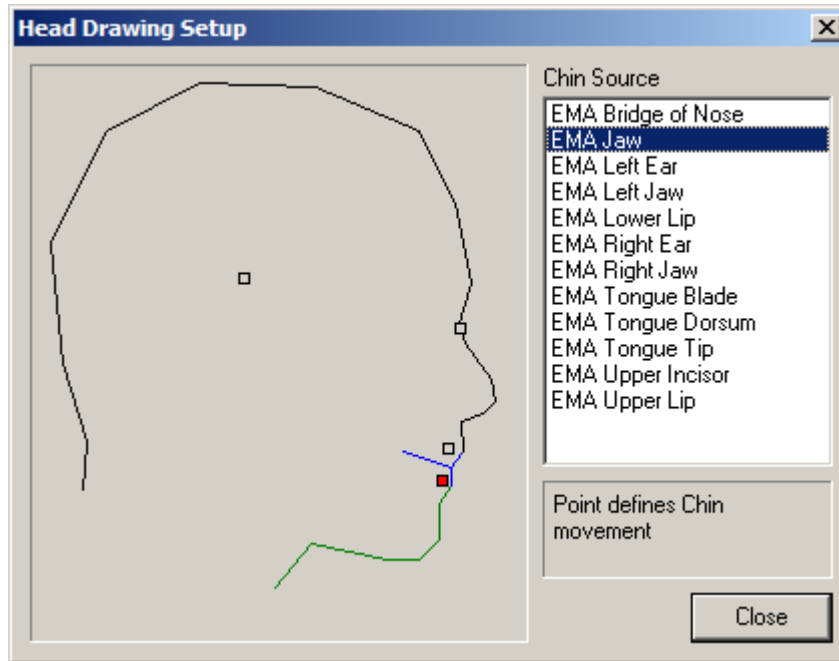 Head Drawing Setup
Chin Source
EMA Bridge of Nose
EMA Jaw
EMA Left Ear
EMA Left Jaw
EMA Lower Lip
EMA Right Ear
EMA Right Jaw
EMA Tongue Blade
EMA Tongue Dorsum
EMA Tongue Tip
EMA Upper Incisor
EMA Upper Lip
Point defines Chin
movement
Close